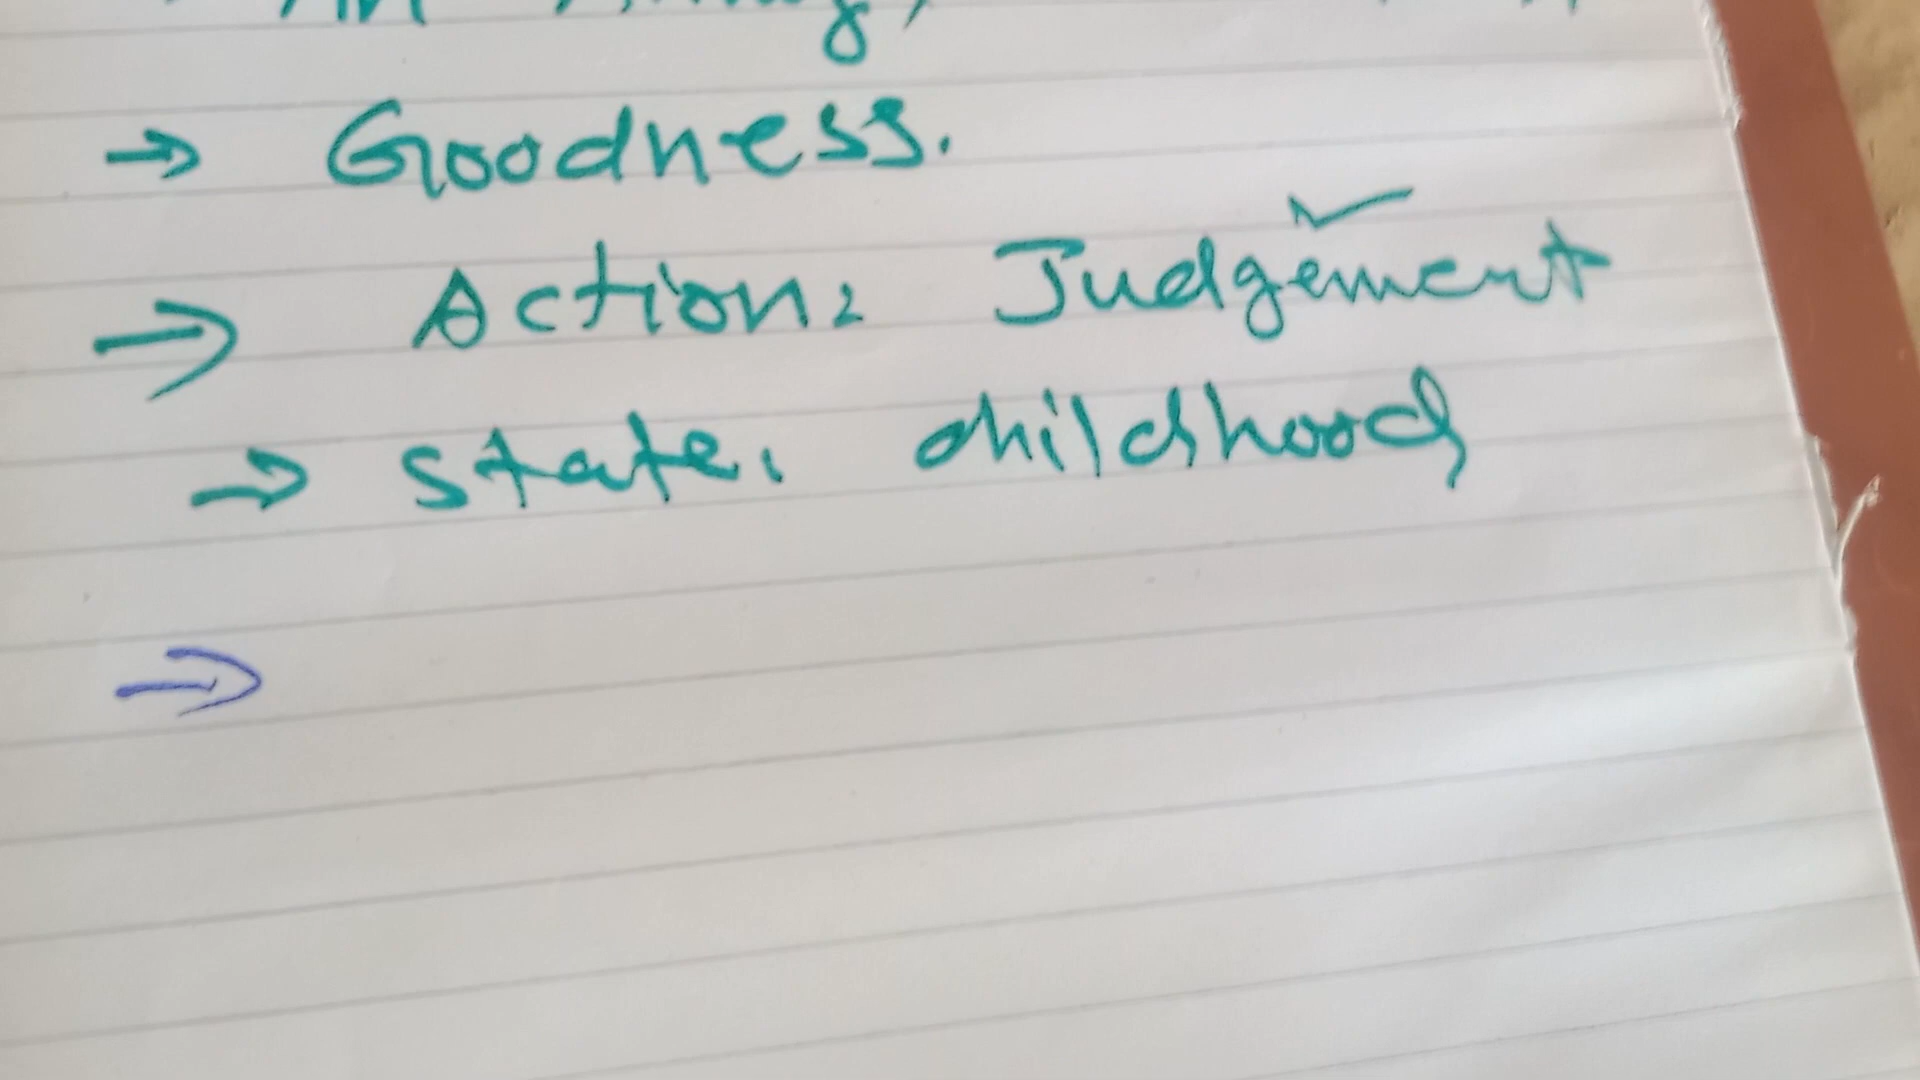 → Goodness.
⇒ Action: Judgement
⇒ State: childhood
⇒